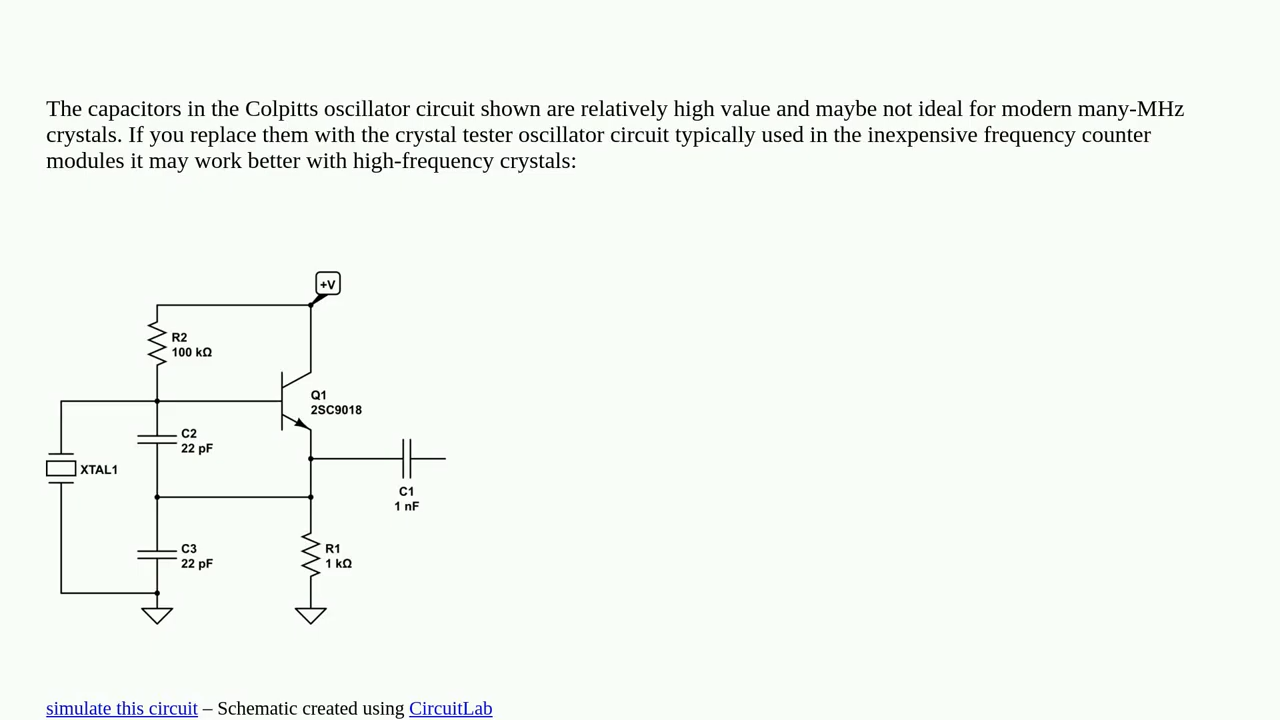 The capacitors in the Colpitts oscillator circuit shown are relatively high value and maybe not ideal for modern many-MHz
crystals. If you replace them with the crystal tester oscillator circuit typically used in the inexpensive frequency counter
modules it may work better with high-frequency crystals:
+V
R2
100 kΩ
Q1
2SC9018
C2
22 pF
XTAL1
C1
1 nF
C3
22 pF
R1
1 kΩ
simulate this circuit – Schematic created using CircuitLab